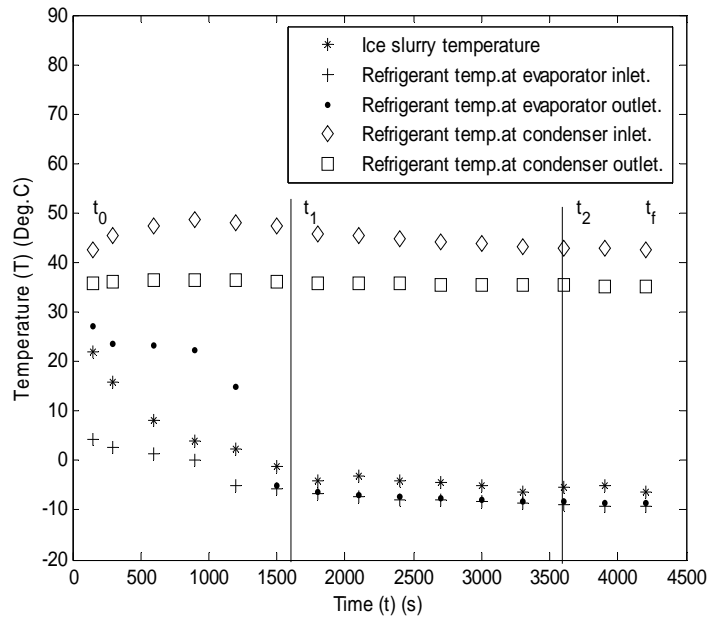 90
80
70
60
50
40
30
20
10
0
-10
-20
Temperature (T) (Deg.C)
Ice slurry temperature
Refrigerant temp.at evaporator inlet.
Refrigerant temp.at evaporator outlet.
Refrigerant temp.at condenser inlet.
Refrigerant temp.at condenser outlet.
t0
t1
t2
tf
0 500 1000 1500 2000 2500 3000 3500 4000 4500
Time (t) (s)